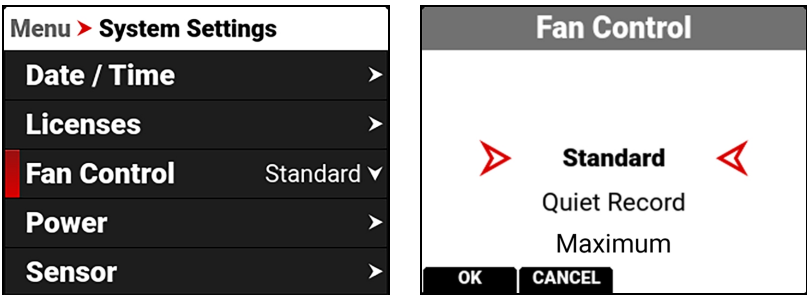 Menu > System Settings
Date / Time
Licenses
Fan Control Standard
Power
Sensor
Fan Control
Standard
Quiet Record
Maximum
OK CANCEL